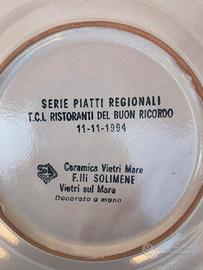 SERIE PIATTI REGIONALI
T.C.I. RISTORANTI DEL BUON RICORDO
11-11-1994
Ceramica Vietri Mare
F.lli SOLIMENE
Vietri sul Mare
Decorato a mano